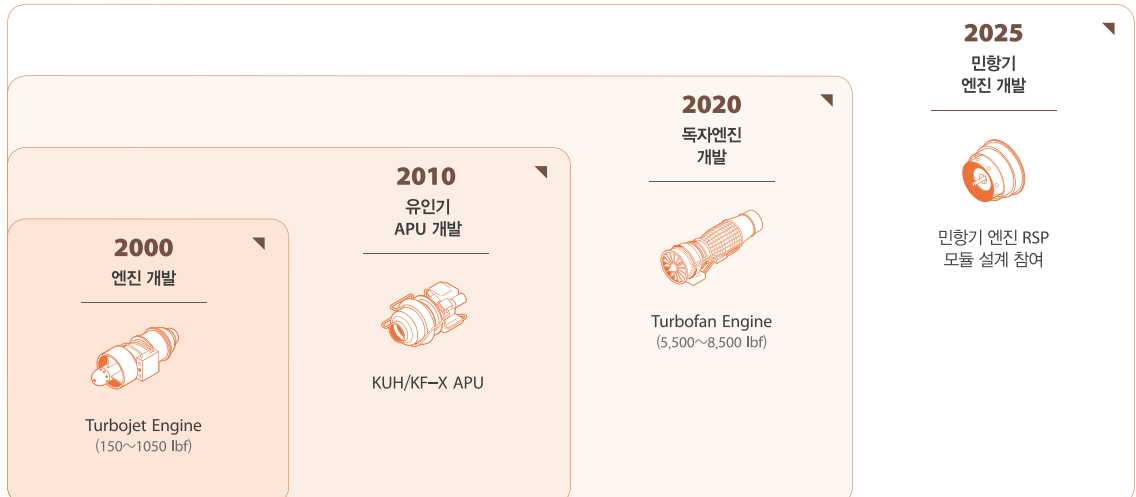 2000
엔진 개발
Turbojet Engine
(150~1050 lbf)
2010
유인기
APU 개발
KUH/KF-X APU
2020
독자엔진
개발
Turbofan Engine
(5,500~8,500 lbf)
2025
민항기
엔진 개발
민항기 엔진 RSP
모듈 설계 참여